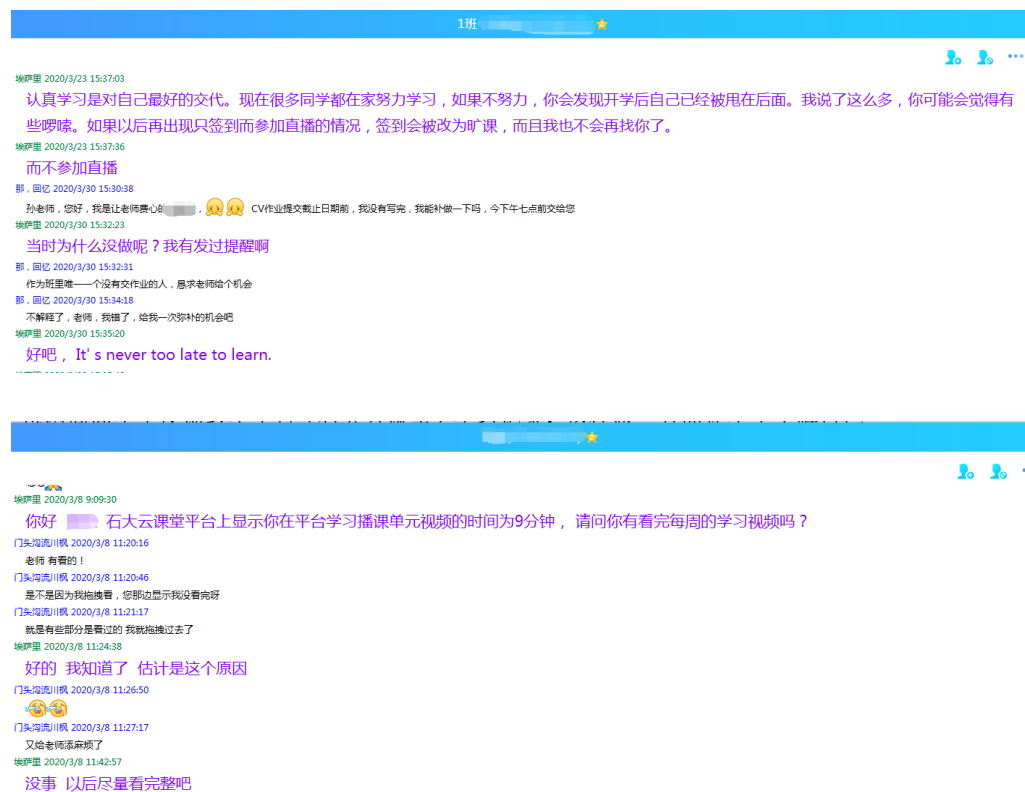 1班
埃萨里 2020/3/23 15:37:03
认真学习是对自己最好的交代。现在很多同学都在家努力学习，如果不努力，你会发现开学后自己已经被甩在后面。我说了这么多，你可能会觉得有
些啰嗦。如果以后再出现只签到而参加直播的情况，签到会被改为旷课，而且我也不会再找你了。
埃萨里 2020/3/23 15:37:36
而不参加直播
那，回忆 2020/3/30 15:30:38
孙老师，您好，我是让老师费心的 ， CV作业提交截止日期前，我没有写完，我能补做一下吗，今下午七点前交给您
埃萨里 2020/3/30 15:32:23
当时为什么没做呢？我有发过提醒啊
那，回忆 2020/3/30 15:32:31
作为班里唯一一个没有交作业的人，恳求老师给个机会
那，回忆 2020/3/30 15:34:18
不解释了，老师，我错了，给我一次弥补的机会吧
埃萨里 2020/3/30 15:35:20
好吧， It's never too late to learn.
埃萨里 2020/3/8 9:09:30
你好 石大云课堂平台上显示你在平台学习播课单元视频的时间为9分钟， 请问你有看完每周的学习视频吗？
门头沟流川枫 2020/3/8 11:20:16
老师 有看的！
门头沟流川枫 2020/3/8 11:20:46
是不是因为我拖拽看，您那边显示我没看完呀
门头沟流川枫 2020/3/8 11:21:17
就是有些部分是看过的 我就拖拽过去了
埃萨里 2020/3/8 11:24:38
好的 我知道了 估计是这个原因
门头沟流川枫 2020/3/8 11:26:50
门头沟流川枫 2020/3/8 11:27:17
又给老师添麻烦了
埃萨里 2020/3/8 11:42:57
没事 以后尽量看完整吧